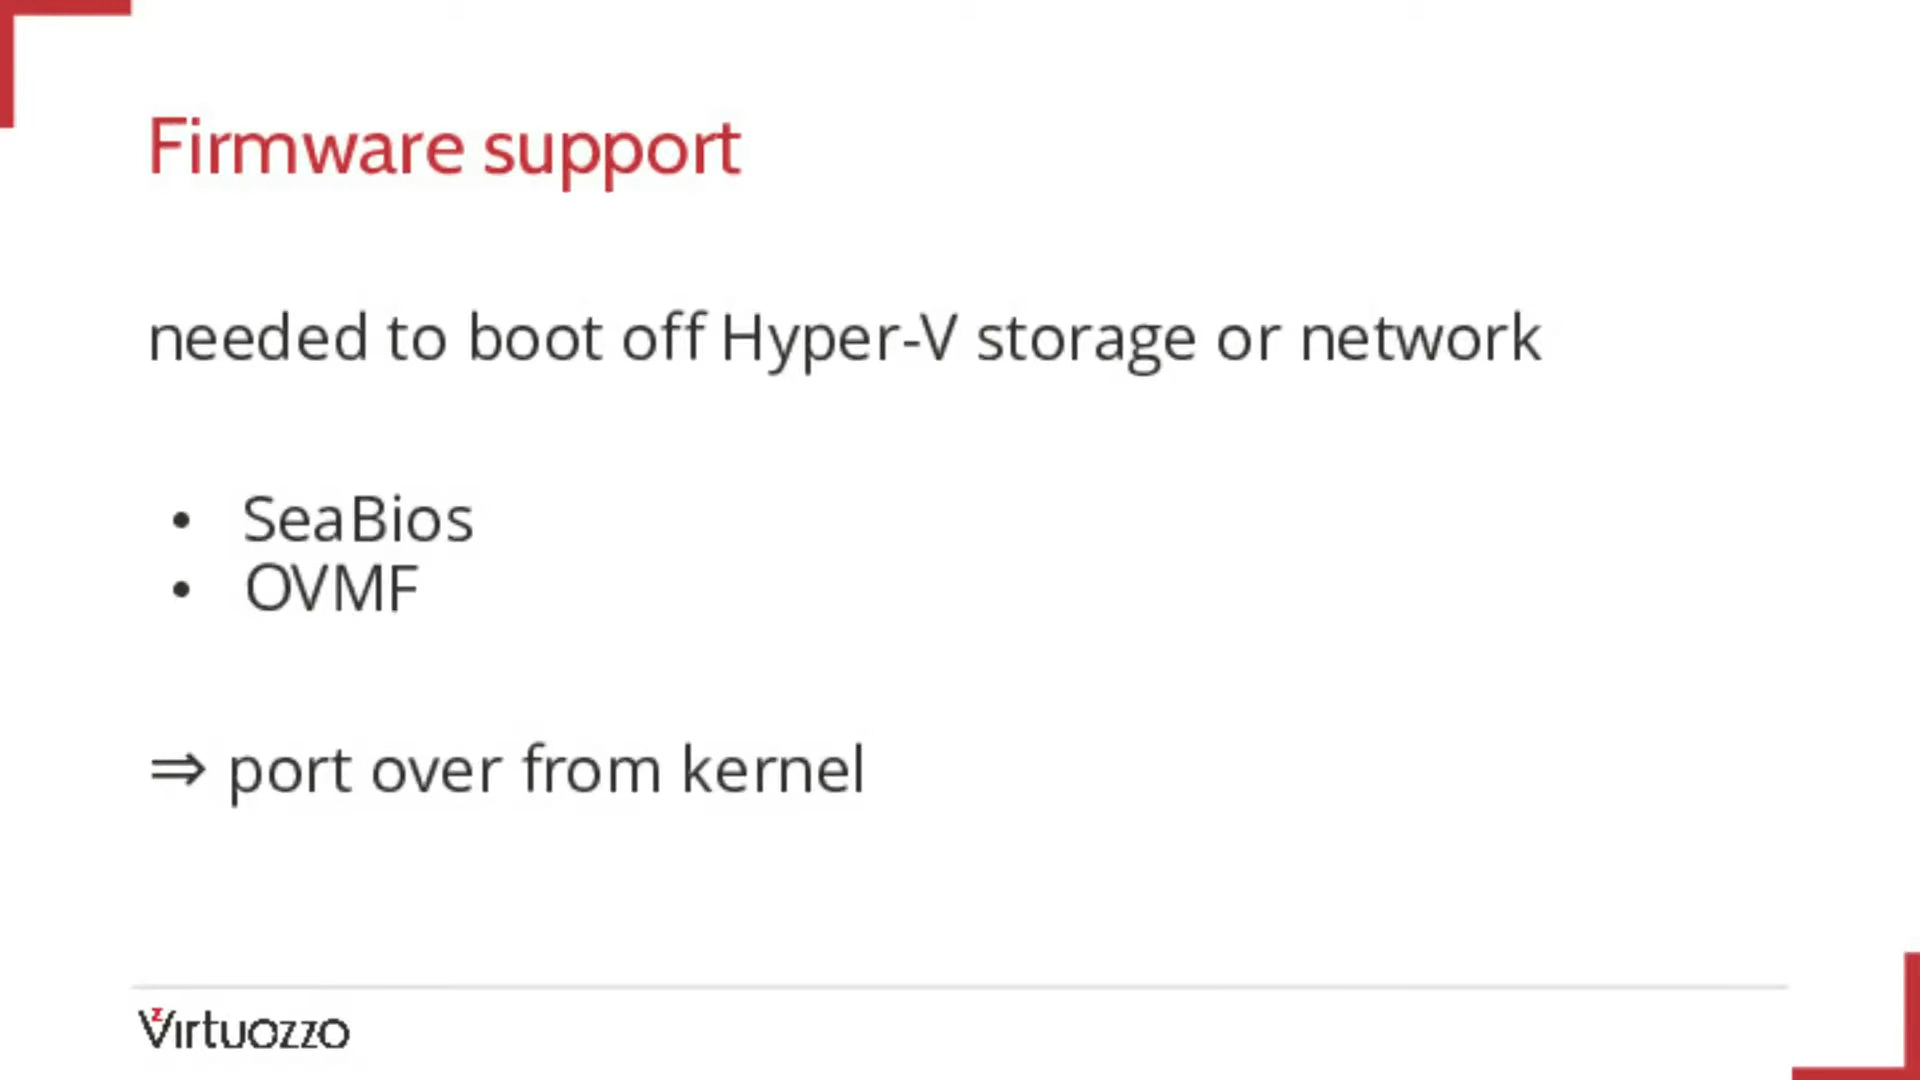 Firmware support
needed to boot off Hyper-V storage or network
• SeaBios
• OVMF
⇒ port over from kernel
Virtuozzo